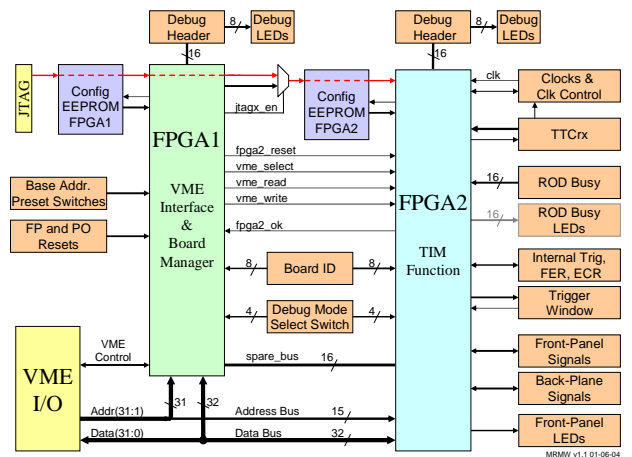 Debug
Header
8
Debug
LEDs
Debug
Header
8
Debug
LEDs
16
16
JTAG
Config
EEPROM
FPGA1
jtagx_en
Config
EEPROM
FPGA2
clk
Clocks &
Clk Control
TTCrx
FPGA1
VME
Interface
&
Board
Manager
fpga2_reset
vme_select
vme_read
vme_write
fpga2_ok
FPGA2
TIM
Function
16
ROD Busy
16
ROD Busy
LEDs
Base Addr.
Preset Switches
FP and PO
Resets
8
Board ID
8
Internal Trig,
FER, ECR
4
Debug Mode
Select Switch
4
Trigger
Window
VME
I/O
VME
Control
spare_bus
16
Front-Panel
Signals
31
32
Back-Plane
Signals
Addr(31:1)
Address Bus
15
Data(31:0)
Data Bus
32
Front-Panel
LEDs
MRMW v1.1 01-06-04